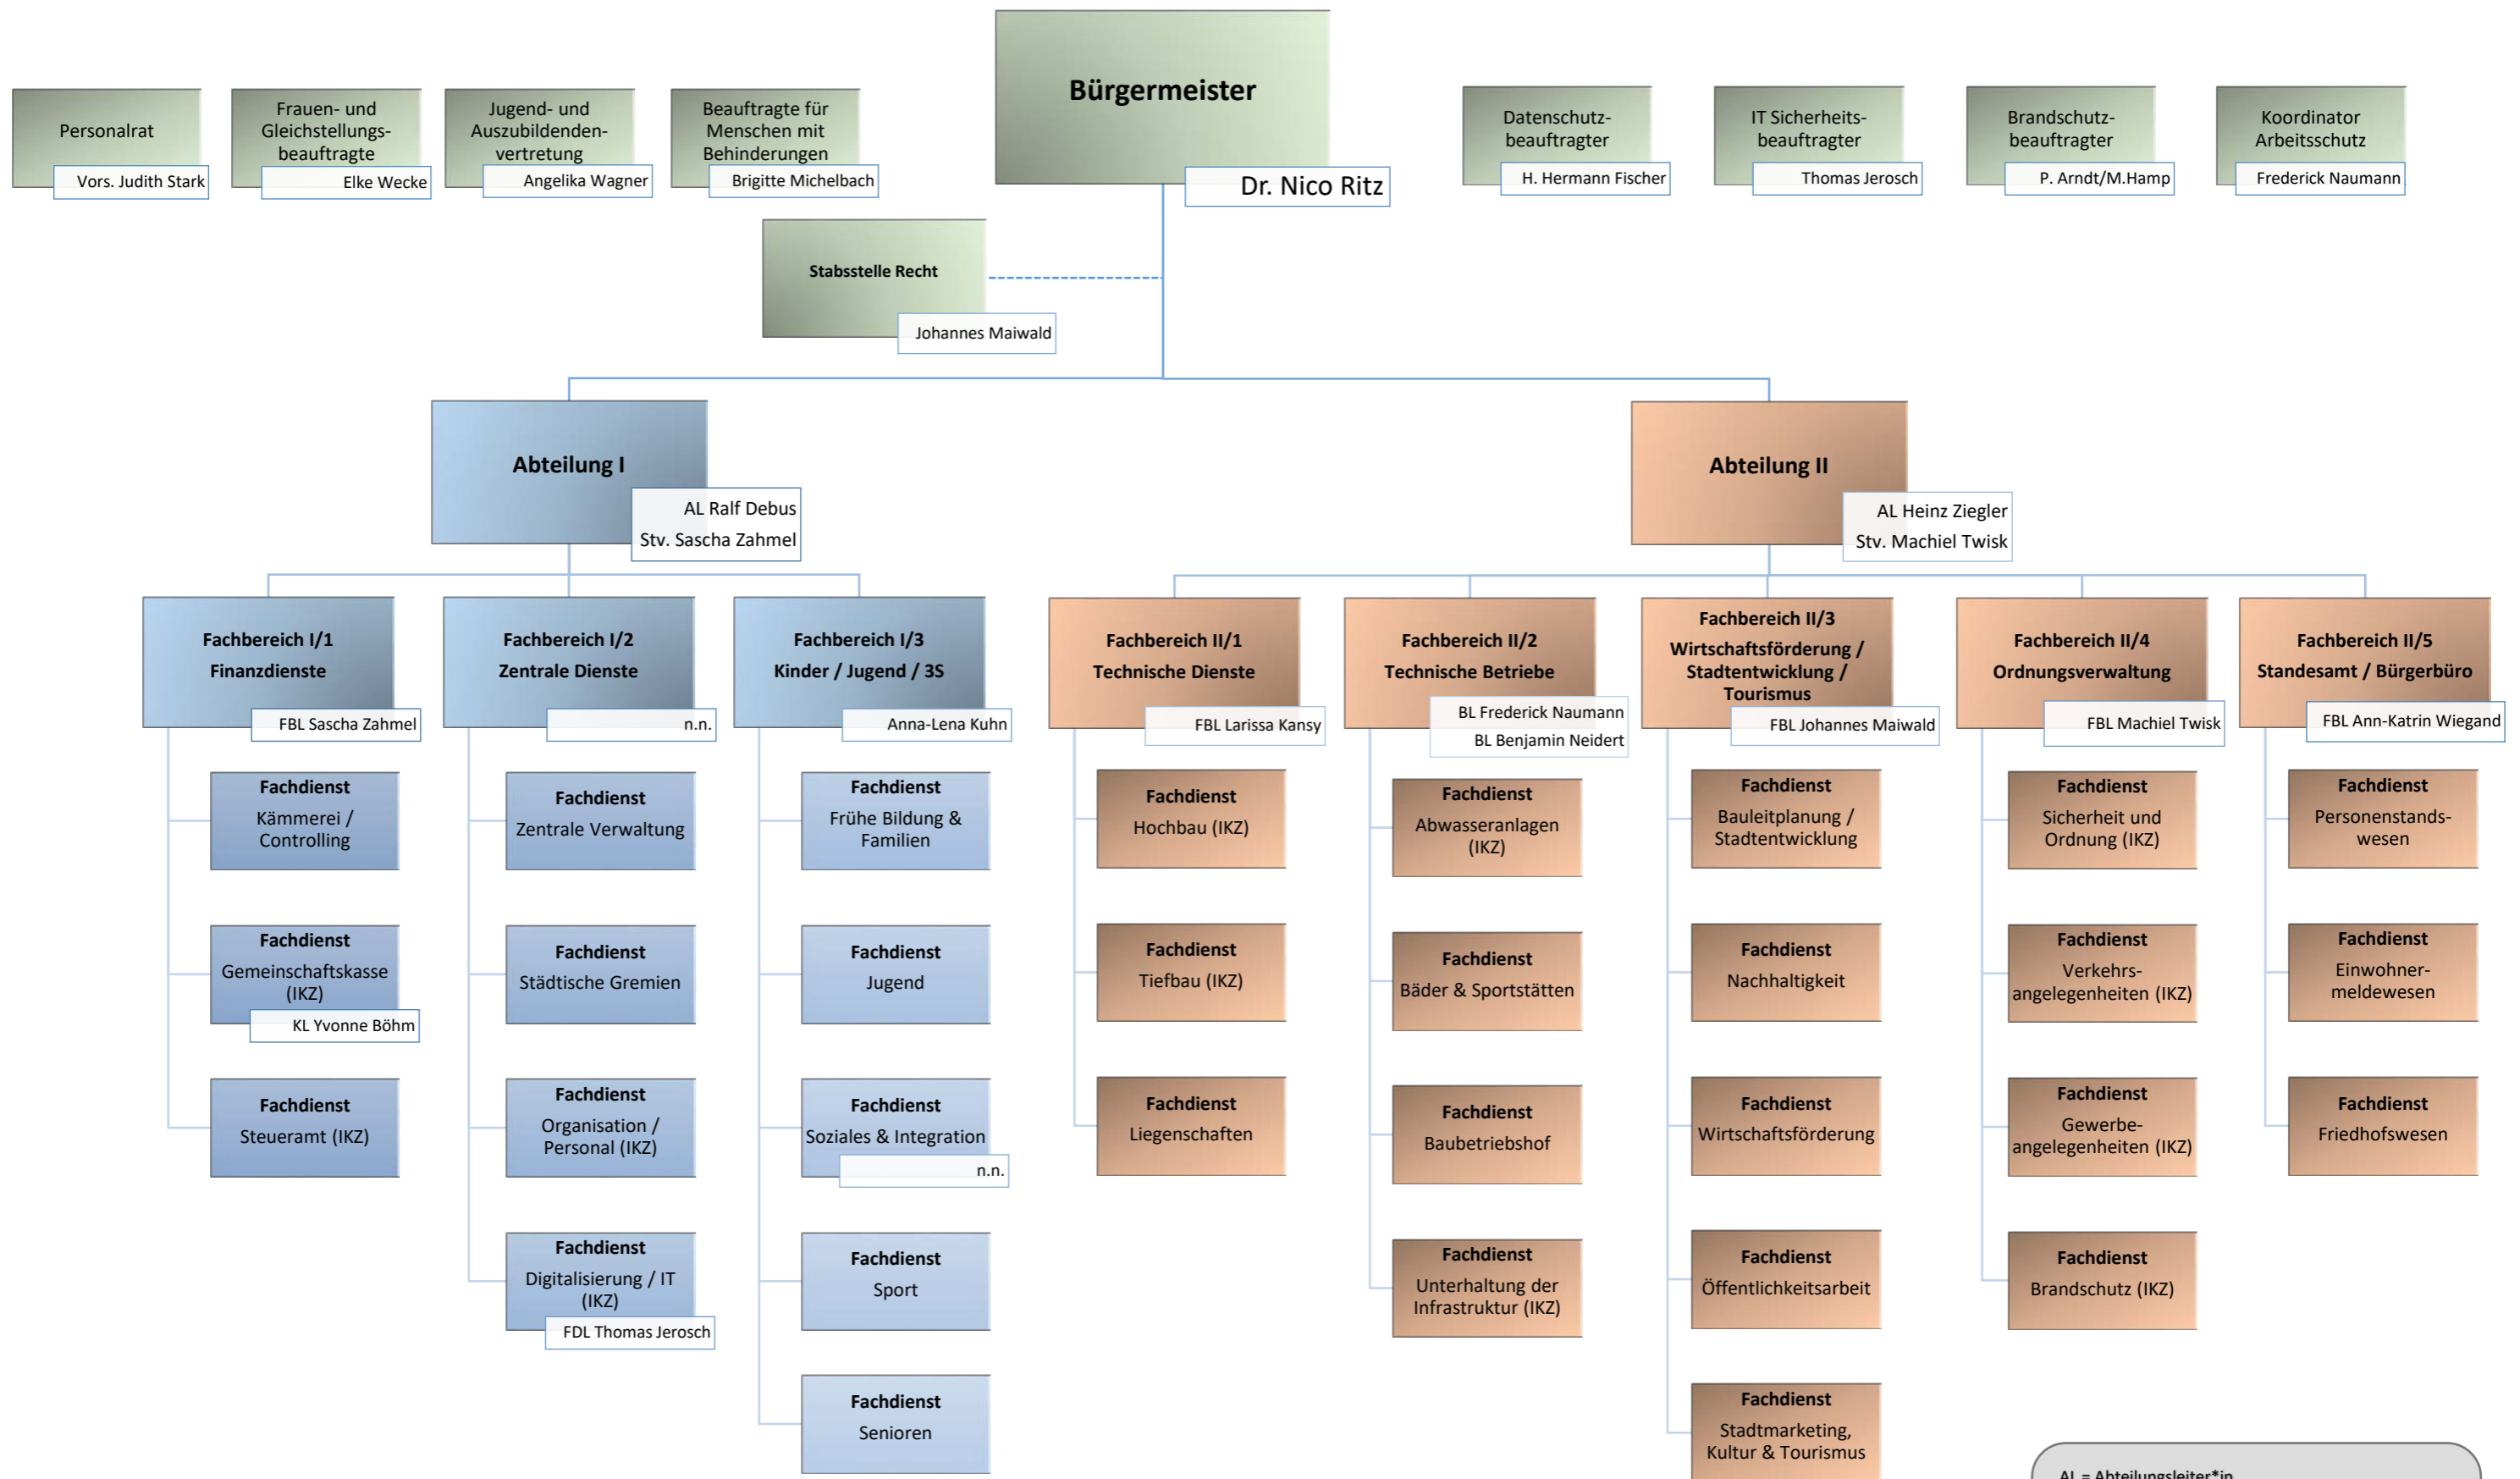 Bürgermeister
Dr. Nico Ritz
Personalrat
Vors. Judith Stark
Frauen- und
Gleichstellungs-
beauftragte
Elke Wecke
Jugend- und
Auszubildenden-
vertretung
Angelika Wagner
Beauftragte für
Menschen mit
Behinderungen
Brigitte Michelbach
Datenschutz-
beauftragter
H. Hermann Fischer
IT Sicherheits-
beauftragter
Thomas Jerosch
Brandschutz-
beauftragter
P. Arndt/M.Hamp
Koordinator
Arbeitsschutz
Frederick Naumann
Stabsstelle Recht
Johannes Maiwald
Abteilung I
AL Ralf Debus
Stv. Sascha Zahmel
Abteilung II
AL Heinz Ziegler
Stv. Machiel Twisk
Fachbereich I/1
Finanzdienste
FBL Sascha Zahmel
Fachdienst
Kämmerei /
Controlling
Fachdienst
Gemeinschaftskasse
(IKZ)
KL Yvonne Böhm
Fachdienst
Steueramt (IKZ)
Fachbereich I/2
Zentrale Dienste
n.n.
Fachdienst
Zentrale Verwaltung
Fachdienst
Städtische Gremien
Fachdienst
Organisation /
Personal (IKZ)
Fachdienst
Digitalisierung / IT
(IKZ)
FDL Thomas Jerosch
Fachbereich I/3
Kinder / Jugend / 3S
Anna-Lena Kuhn
Fachdienst
Frühe Bildung &
Familien
Fachdienst
Jugend
Fachdienst
Soziales & Integration
n.n.
Fachdienst
Sport
Fachdienst
Senioren
Fachbereich II/1
Technische Dienste
FBL Larissa Kansy
Fachdienst
Hochbau (IKZ)
Fachdienst
Tiefbau (IKZ)
Fachdienst
Liegenschaften
Fachbereich II/2
Technische Betriebe
BL Frederick Naumann
BL Benjamin Neidert
Fachdienst
Abwasseranlagen
(IKZ)
Fachdienst
Bäder & Sportstätten
Fachdienst
Baubetriebshof
Fachdienst
Unterhaltung der
Infrastruktur (IKZ)
Fachbereich II/3
Wirtschaftsförderung /
Stadtentwicklung /
Tourismus
FBL Johannes Maiwald
Fachdienst
Bauleitplanung /
Stadtentwicklung
Fachdienst
Nachhaltigkeit
Fachdienst
Wirtschaftsförderung
Fachdienst
Öffentlichkeitsarbeit
Fachdienst
Stadtmarketing,
Kultur & Tourismus
Fachbereich II/4
Ordnungsverwaltung
FBL Machiel Twisk
Fachdienst
Sicherheit und
Ordnung (IKZ)
Fachdienst
Verkehrs-
angelegenheiten (IKZ)
Fachdienst
Gewerbe-
angelegenheiten (IKZ)
Fachdienst
Brandschutz (IKZ)
Fachbereich II/5
Standesamt / Bürgerbüro
FBL Ann-Katrin Wiegand
Fachdienst
Personenstands-
wesen
Fachdienst
Einwohner-
meldewesen
Fachdienst
Friedhofswesen
AL = Abteilungsleiter*in